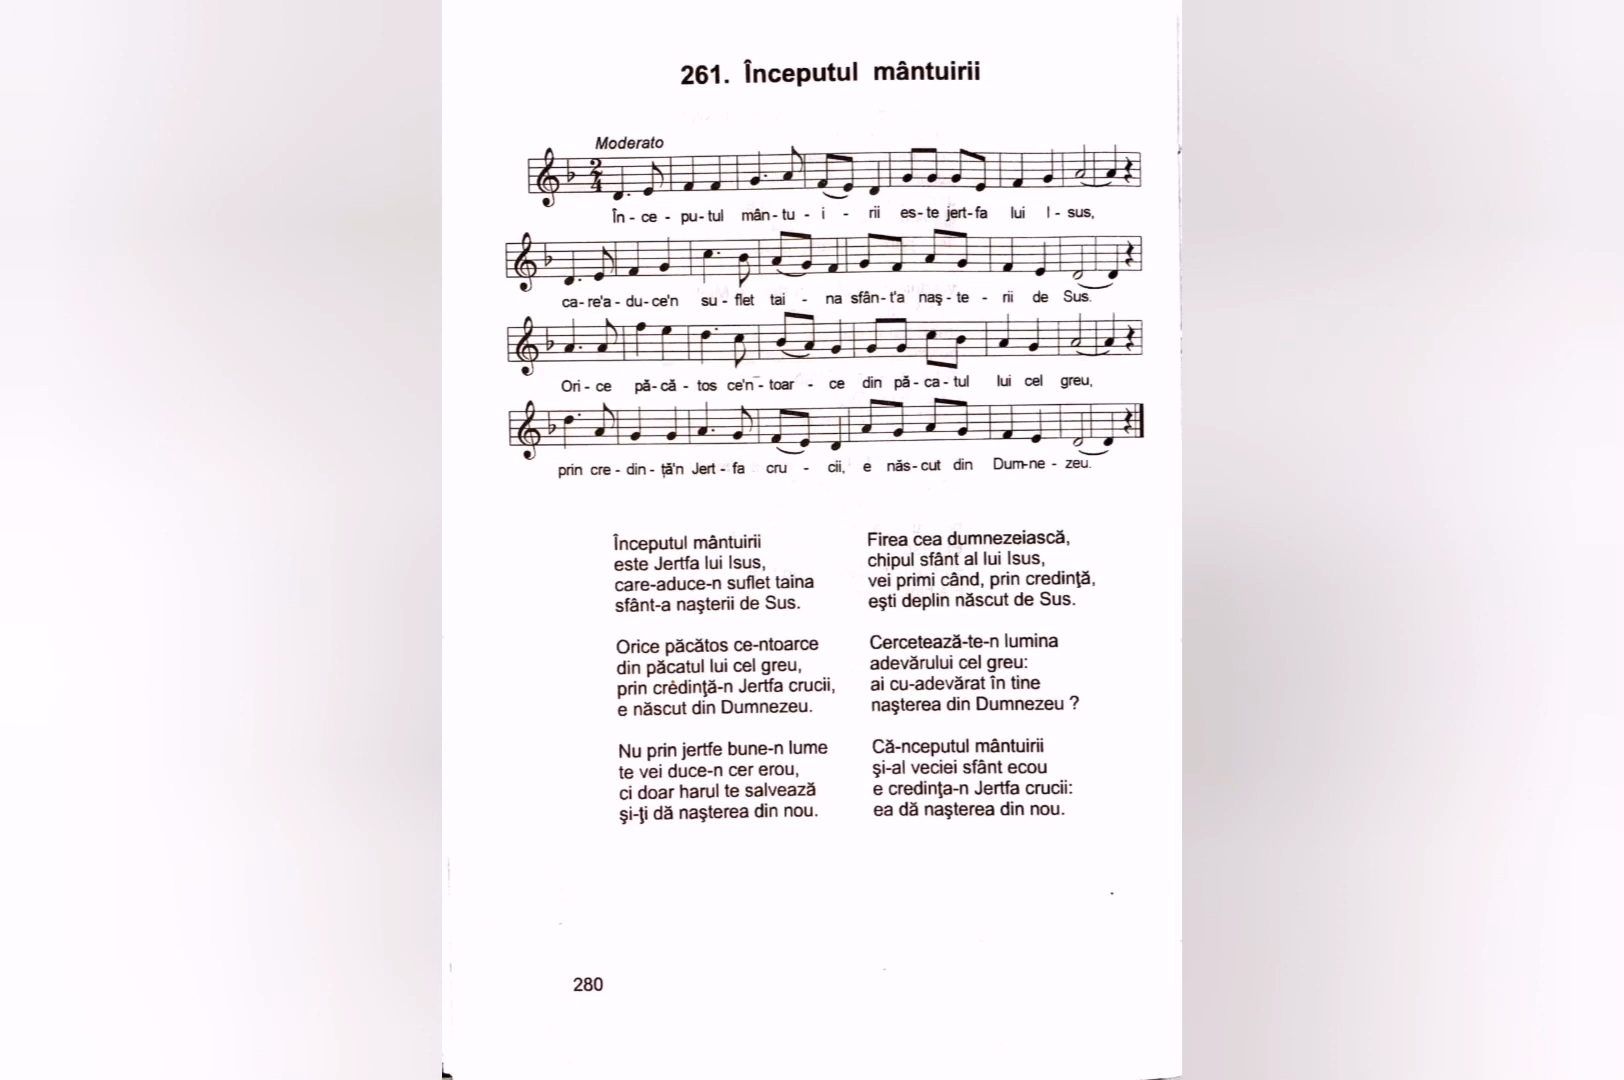 261. Începutul mântuirii
Moderato
În - ce - pu - tul mân - tu - i - rii es - te jert - fa lui I - sus,
ca - re'a - du - ce'n su - flet tai - na sfân - t'a naş - te - rii de Sus.
Ori - ce pă - că - tos ce'n - toar - ce din pă - ca - tul lui cel greu,
prin cre - din - ţă'n Jert - fa cru - cii, e năs - cut din Dum - ne - zeu.
Începutul mântuirii
este Jertfa lui Isus,
care-aduce-n suflet taina
sfânt-a naşterii de Sus.
Orice păcătos ce-ntoarce
din păcatul lui cel greu,
prin credinţă-n Jertfa crucii,
e născut din Dumnezeu.
Nu prin jertfe bune-n lume
te vei duce-n cer erou,
ci doar harul te salvează
şi-ţi dă naşterea din nou.
Firea cea dumnezeiască,
chipul sfânt al lui Isus,
vei primi când, prin credinţă,
eşti deplin născut de Sus.
Cercetează-te-n lumina
adevărului cel greu:
ai cu-adevărat în tine
naşterea din Dumnezeu ?
Că-nceputul mântuirii
şi-al veciei sfânt ecou
e credinţa-n Jertfa crucii:
ea dă naşterea din nou.
280